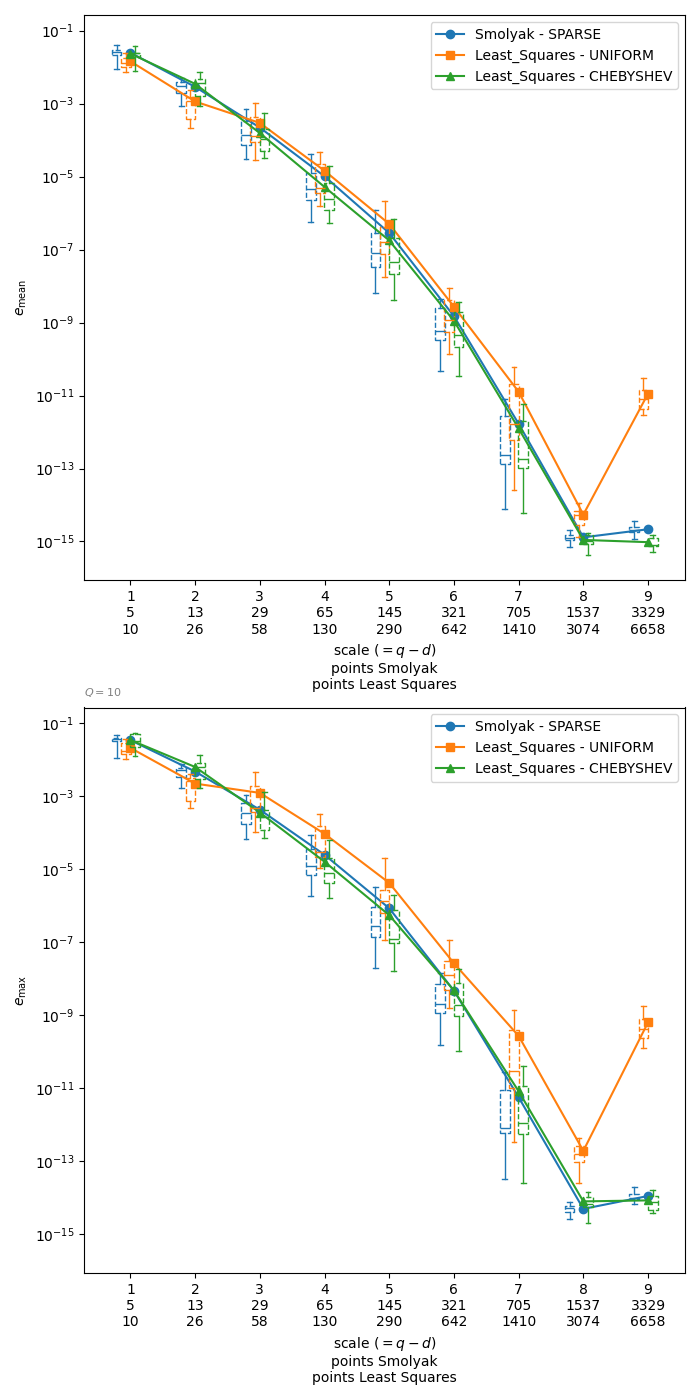 Smolyak - SPARSE
Least_Squares - UNIFORM
Least_Squares - CHEBYSHEV
10⁻¹
10⁻³
10⁻⁵
10⁻⁷
10⁻⁹
10⁻¹¹
10⁻¹³
10⁻¹⁵
e_mean
1 2 3 4 5 6 7 8 9
5 13 29 65 145 321 705 1537 3329
10 26 58 130 290 642 1410 3074 6658
scale (= q − d)
points Smolyak
points Least Squares
Q = 10
Smolyak - SPARSE
Least_Squares - UNIFORM
Least_Squares - CHEBYSHEV
10⁻¹
10⁻³
10⁻⁵
10⁻⁷
10⁻⁹
10⁻¹¹
10⁻¹³
10⁻¹⁵
e_max
1 2 3 4 5 6 7 8 9
5 13 29 65 145 321 705 1537 3329
10 26 58 130 290 642 1410 3074 6658
scale (= q − d)
points Smolyak
points Least Squares